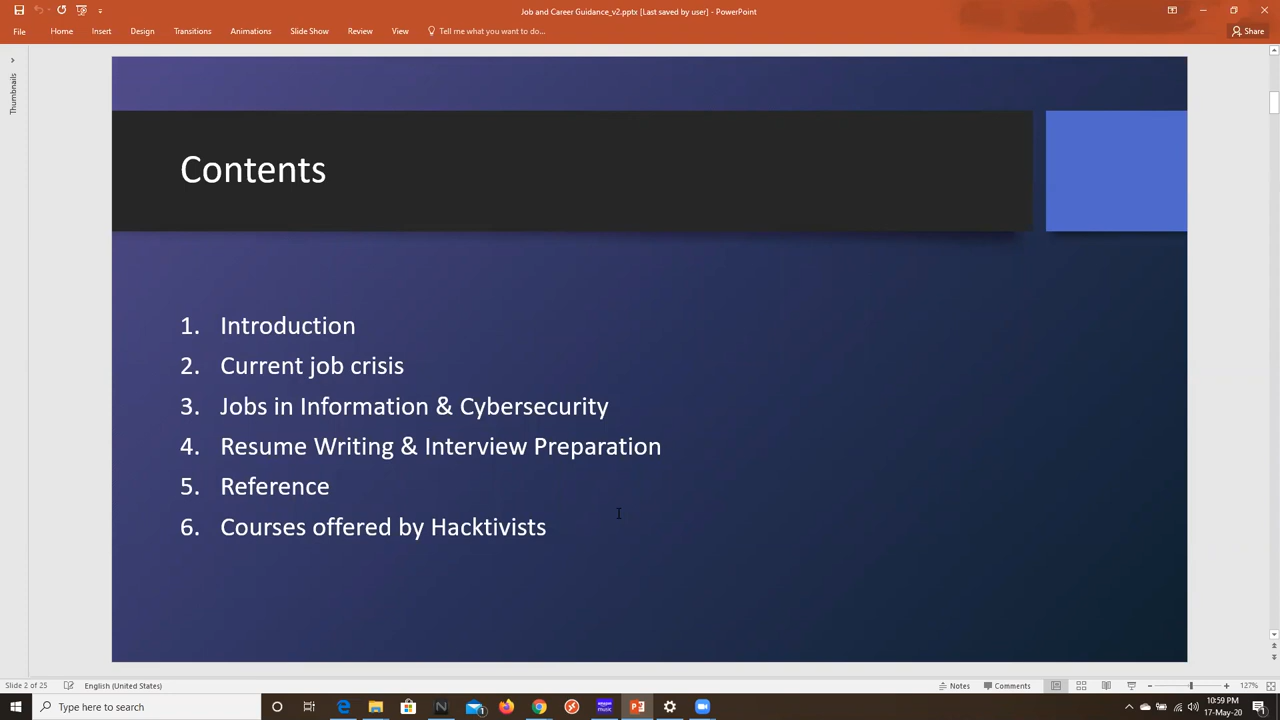 Job and Career Guidance_v2.pptx [Last saved by user] - PowerPoint
File Home Insert Design Transitions Animations Slide Show Review View Tell me what you want to do... Share
Thumbnails
Contents
1. Introduction
2. Current job crisis
3. Jobs in Information & Cybersecurity
4. Resume Writing & Interview Preparation
5. Reference
6. Courses offered by Hacktivists
Slide 2 of 25 English (United States) Notes Comments 127%
Type here to search
1
10:59 PM
17-May-20